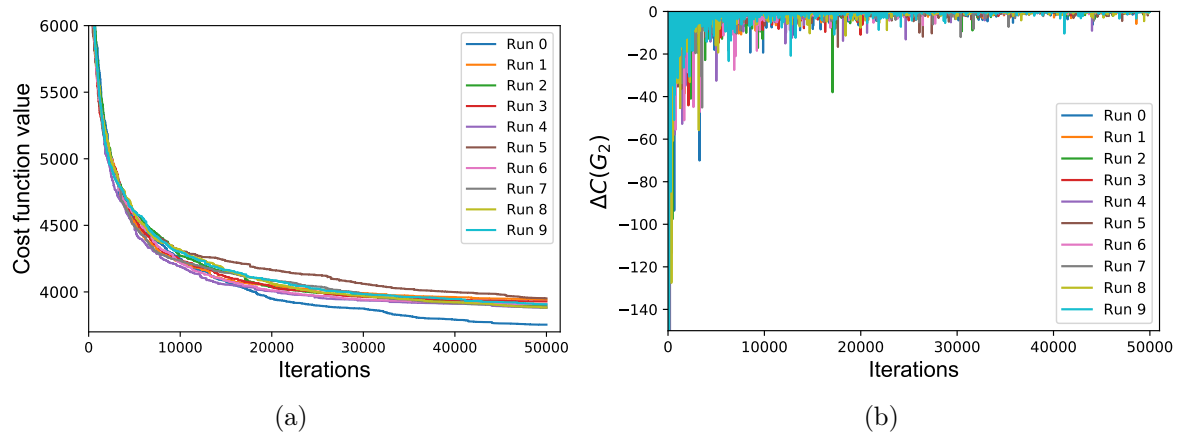 6000
5500
5000
4500
4000
Cost function value
0 10000 20000 30000 40000 50000
Iterations
Run 0
Run 1
Run 2
Run 3
Run 4
Run 5
Run 6
Run 7
Run 8
Run 9
(a)
0
−20
−40
−60
−80
−100
−120
−140
ΔC(G₂)
0 10000 20000 30000 40000 50000
Iterations
Run 0
Run 1
Run 2
Run 3
Run 4
Run 5
Run 6
Run 7
Run 8
Run 9
(b)